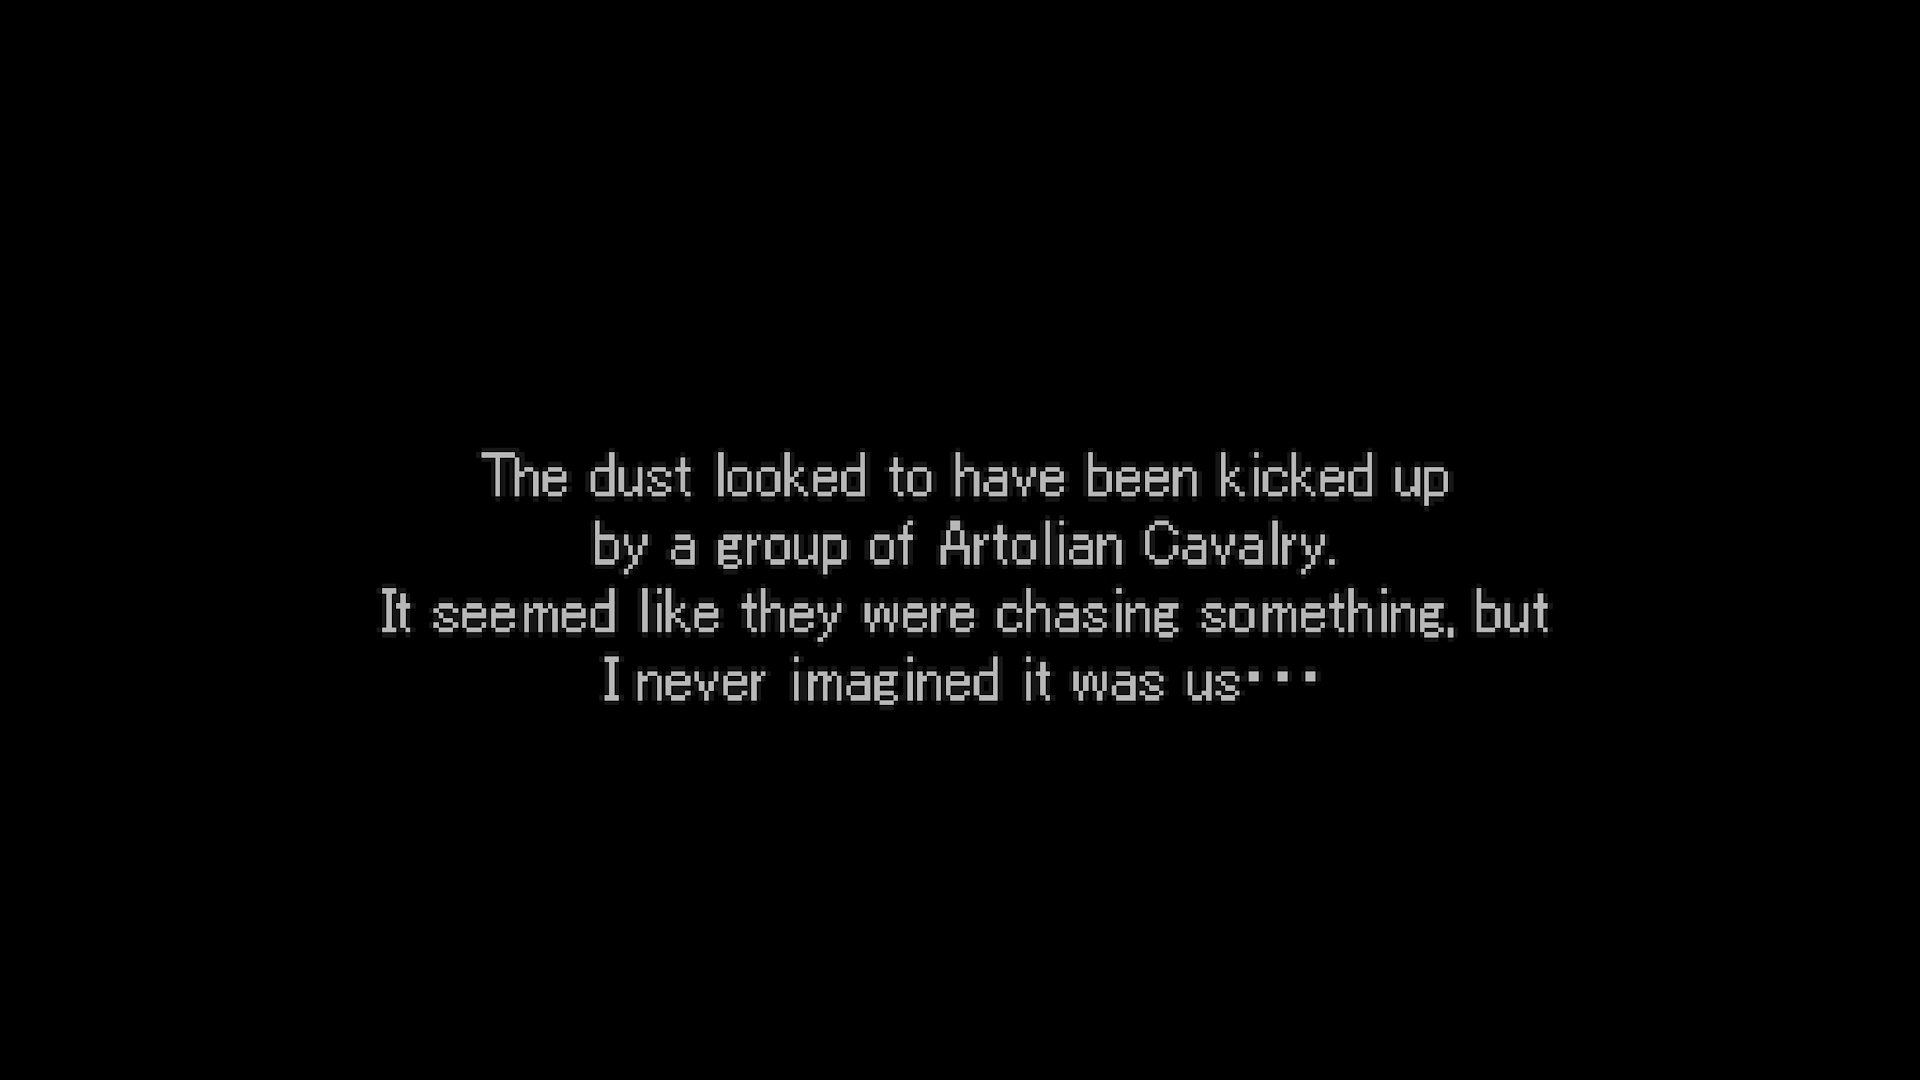 The dust looked to have been kicked up
by a group of Artolian Cavalry.
It seemed like they were chasing something, but
I never imagined it was us･･･